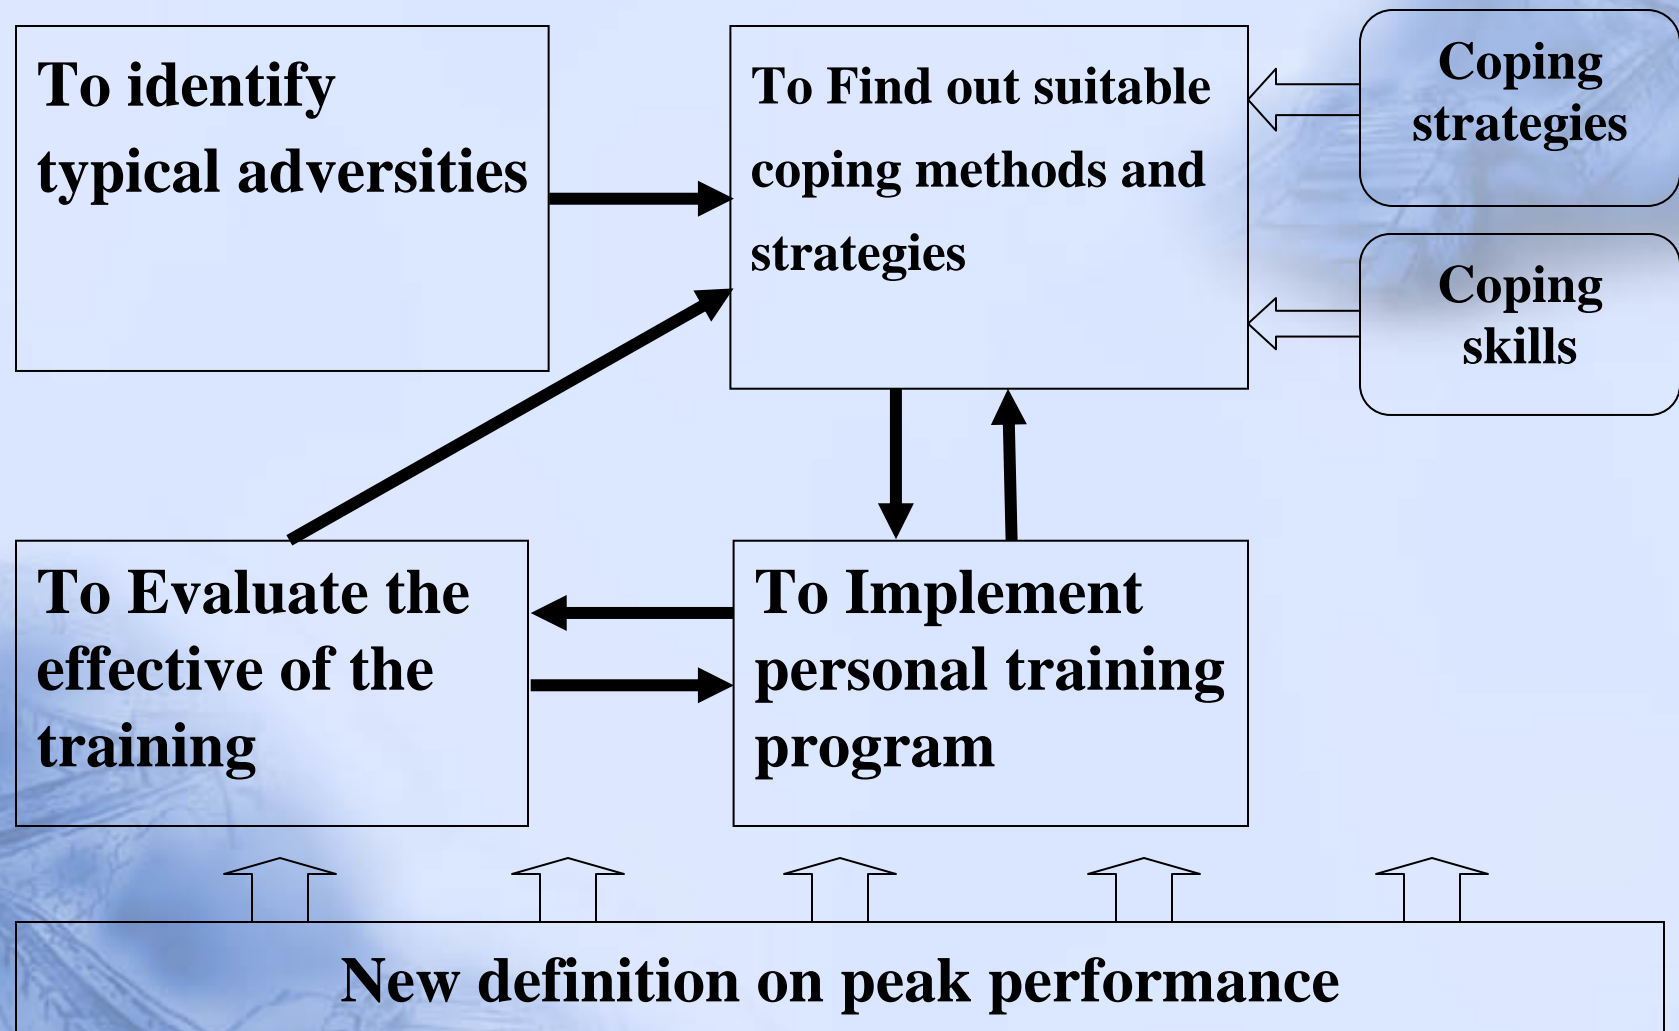 To identify
typical adversities
To Find out suitable
coping methods and
strategies
Coping
strategies
Coping
skills
To Evaluate the
effective of the
training
To Implement
personal training
program
New definition on peak performance